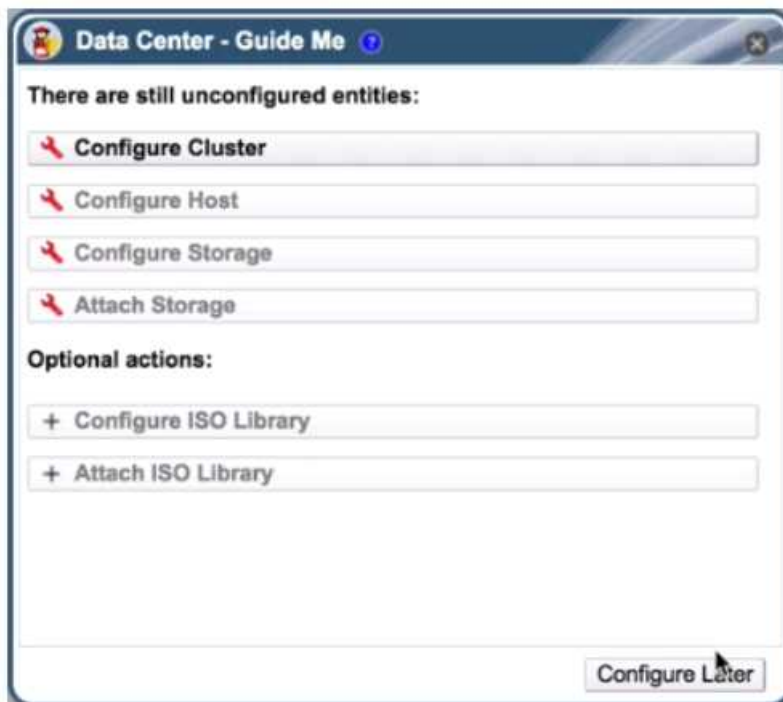 Data Center - Guide Me ?
There are still unconfigured entities:
Configure Cluster
Configure Host
Configure Storage
Attach Storage
Optional actions:
+ Configure ISO Library
+ Attach ISO Library
Configure Later